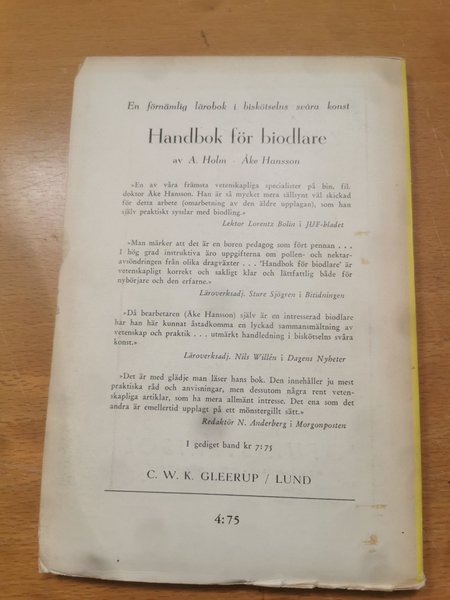 En förnämlig lärobok i biskötselns svåra konst
Handbok för biodlare
av A. Holm - Åke Hansson
»En av våra främsta vetenskapliga specialister på bin, fil.
doktor Åke Hansson. Han är så mycket mera sällsynt väl skickad
för detta arbete (omarbetning av den äldre upplagan), som han
själv praktiskt sysslar med biodling.»
Lektor Lorentz Bolin i JUF-bladet
»Man märker att det är en boren pedagog som fört pennan . . .
I hög grad instruktiva äro uppgifterna om pollen- och nektar-
avsöndringen från olika dragväxter . . . 'Handbok för biodlare' är
vetenskapligt korrekt och sakligt klar och lättfattlig både för
nybörjare och den erfarne.»
Läroverksadj. Sture Sjögren i Bitidningen
»Då bearbetaren (Åke Hansson) själv är en intresserad biodlare
har han här kunnat åstadkomma en lyckad sammansmältning av
vetenskap och praktik . . . utmärkt handledning i biskötselns svåra
konst.»
Läroverksadj. Nils Willén i Dagens Nyheter
»Det är med glädje man läser hans bok. Den innehåller ju mest
praktiska råd och anvisningar, men dessutom några rent veten-
skapliga artiklar, som ha mera allmänt intresse. Det ena som det
andra är emellertid upplagt på ett mönstergillt sätt.»
Redaktör N. Anderberg i Morgonposten
I gediget band kr 7:75
C. W. K. GLEERUP / LUND
4:75